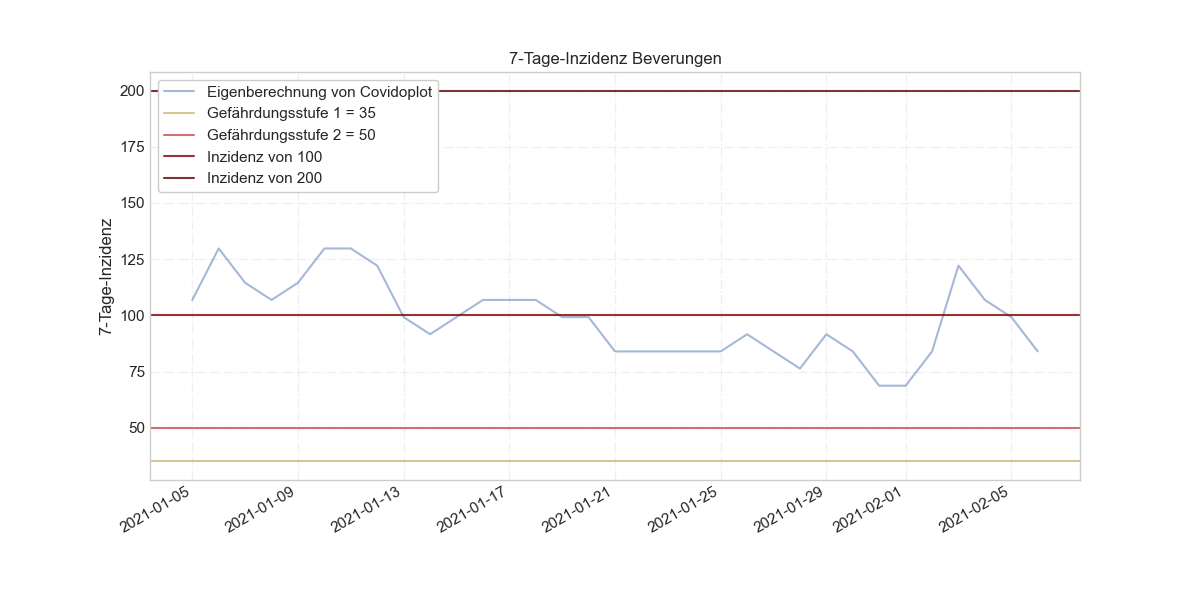 7-Tage-Inzidenz Beverungen
Eigenberechnung von Covidoplot
Gefährdungsstufe 1 = 35
Gefährdungsstufe 2 = 50
Inzidenz von 100
Inzidenz von 200
7-Tage-Inzidenz
200
175
150
125
100
75
50
2021-01-05
2021-01-09
2021-01-13
2021-01-17
2021-01-21
2021-01-25
2021-01-29
2021-02-01
2021-02-05